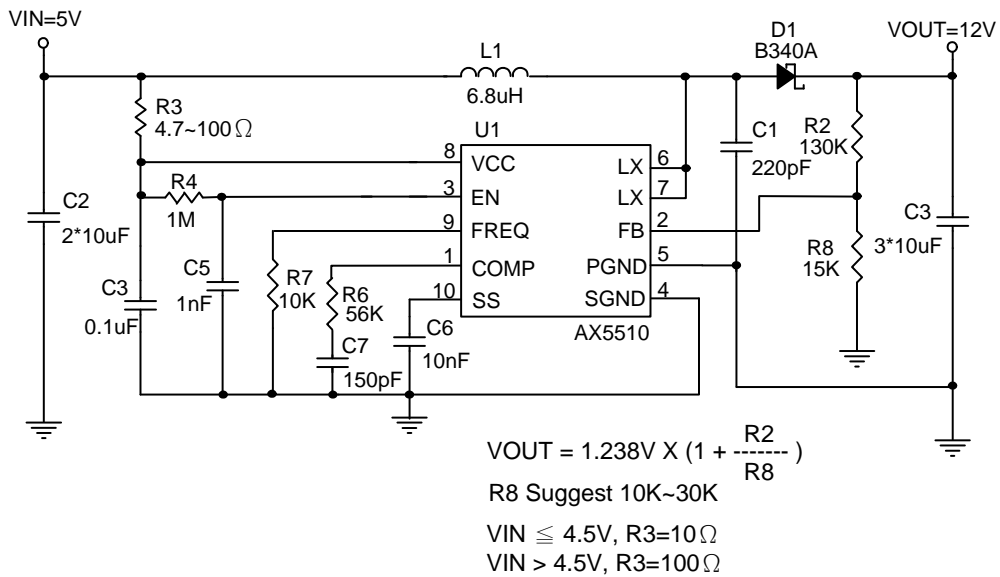 VIN=5V
D1
B340A
VOUT=12V
L1
6.8uH
R3
4.7~100Ω
U1
C1
220pF
R2
130K
8
VCC
LX
6
R4
1M
3
EN
LX
7
C2
2*10uF
9
FREQ
FB
2
C3
3*10uF
R8
15K
C5
1nF
R7
10K
R6
56K
1
COMP
PGND
5
C3
0.1uF
10
SS
SGND
4
C6
10nF
AX5510
C7
150pF
VOUT = 1.238V X (1 + R2
------- )
R8
R8 Suggest 10K~30K
VIN ≦ 4.5V, R3=10Ω
VIN > 4.5V, R3=100Ω